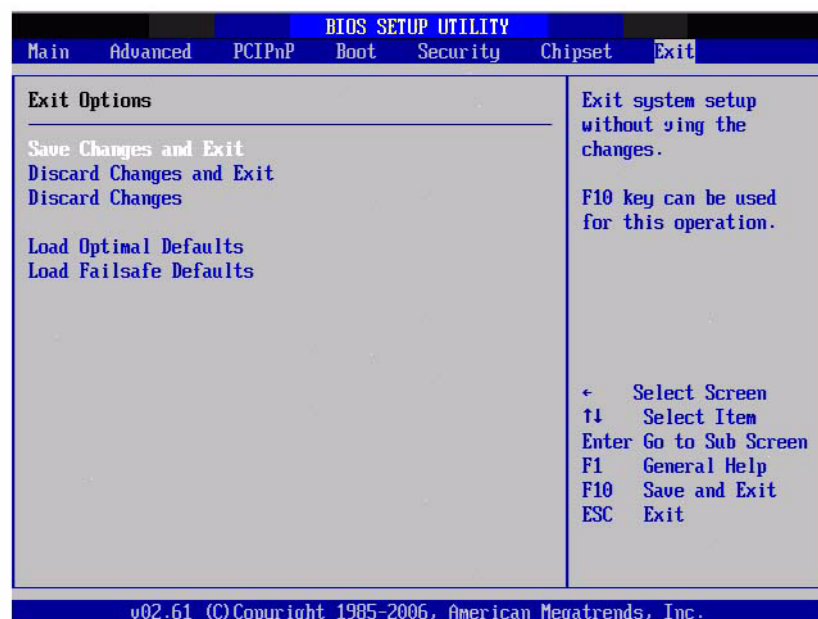 BIOS SETUP UTILITY
Main Advanced PCIPnP Boot Security Chipset Exit
Exit Options
Save Changes and Exit
Discard Changes and Exit
Discard Changes
Load Optimal Defaults
Load Failsafe Defaults
Exit system setup
without ing the
changes.
F10 key can be used
for this operation.
← Select Screen
↑↓ Select Item
Enter Go to Sub Screen
F1 General Help
F10 Save and Exit
ESC Exit
v02.61 (C)Copyright 1985-2006, American Megatrends, Inc.